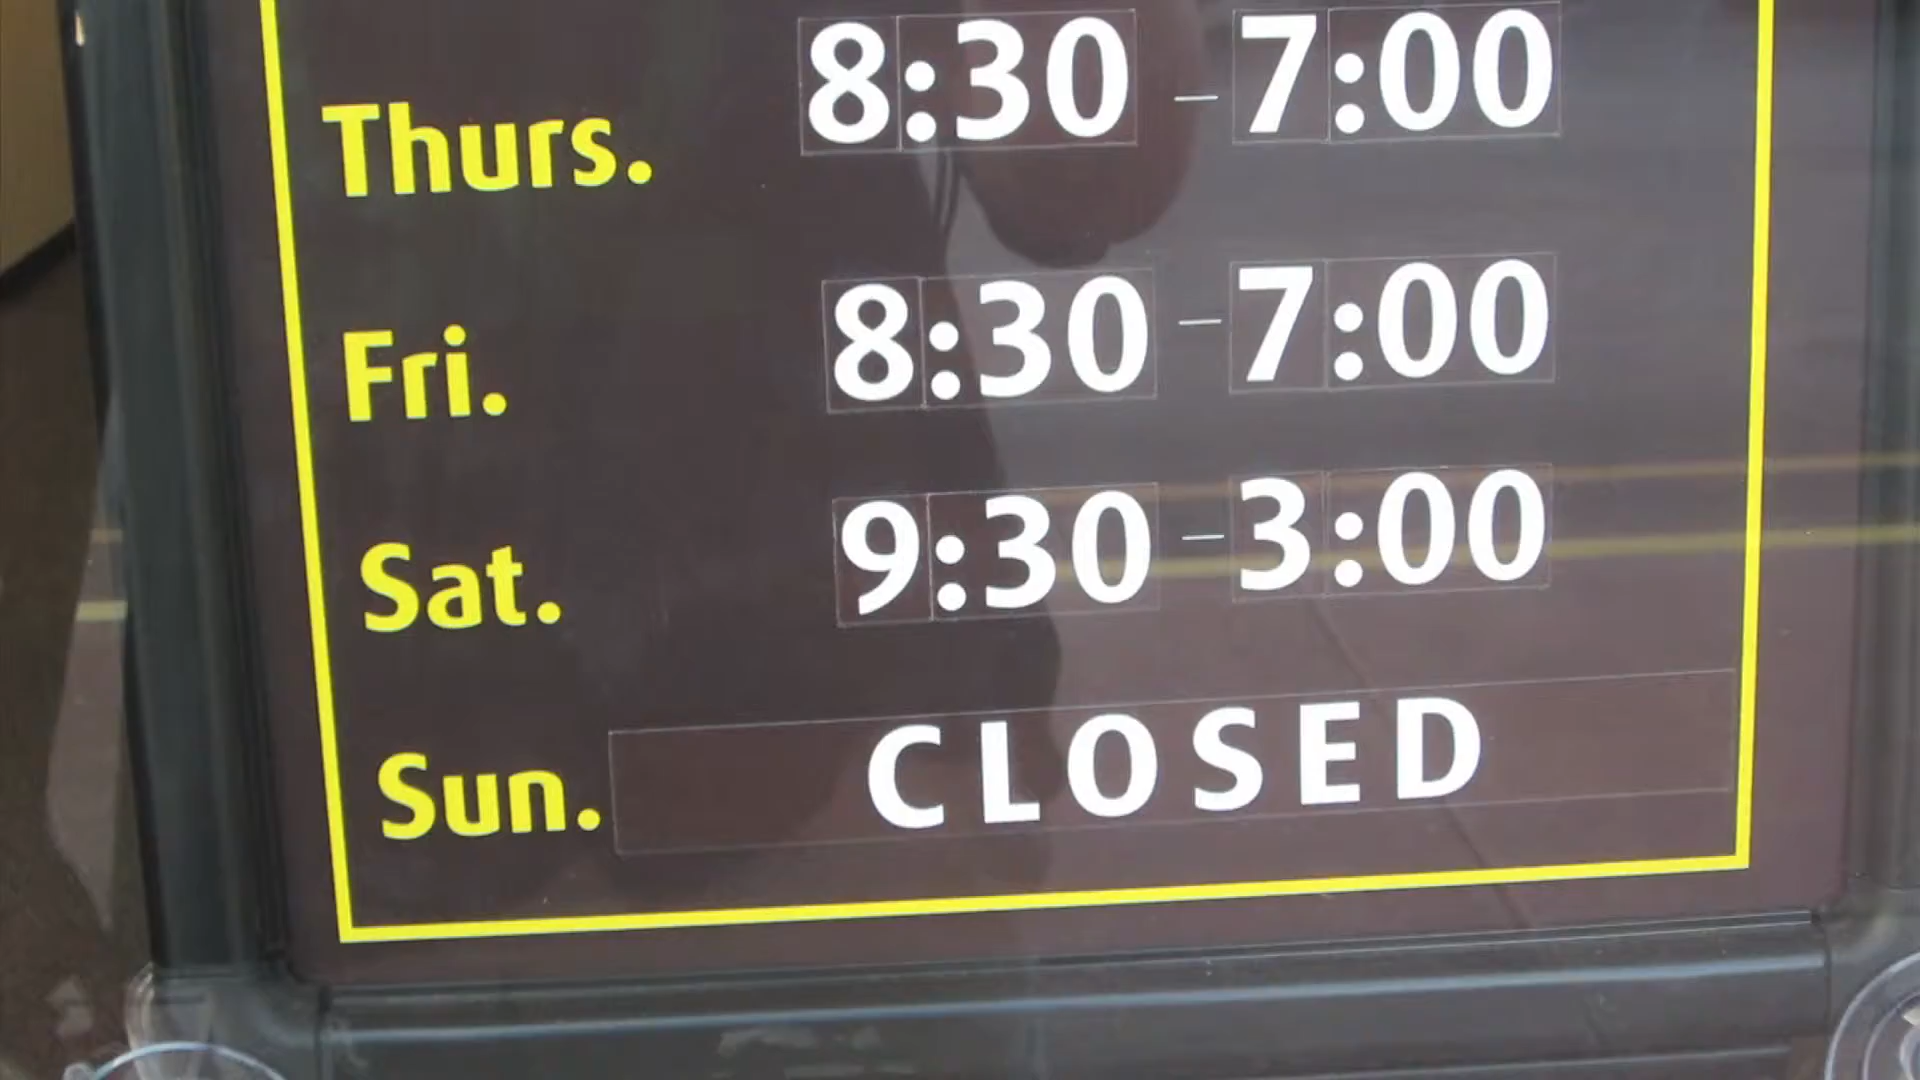 Thurs. 8:30 – 7:00
Fri. 8:30 – 7:00
Sat. 9:30 – 3:00
Sun. CLOSED